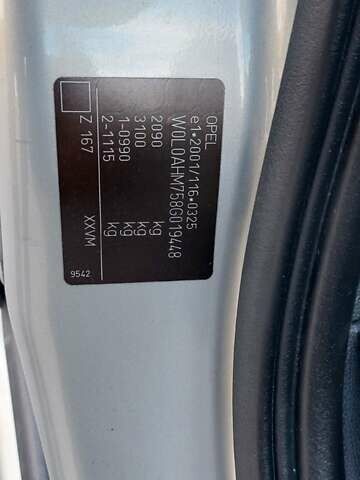 OPEL
e1*2001/116*0325
W0L0AHM758G019448
2090 kg
3100 kg
1-0990 kg
2-1115 kg
Z 167 XXVM
9542